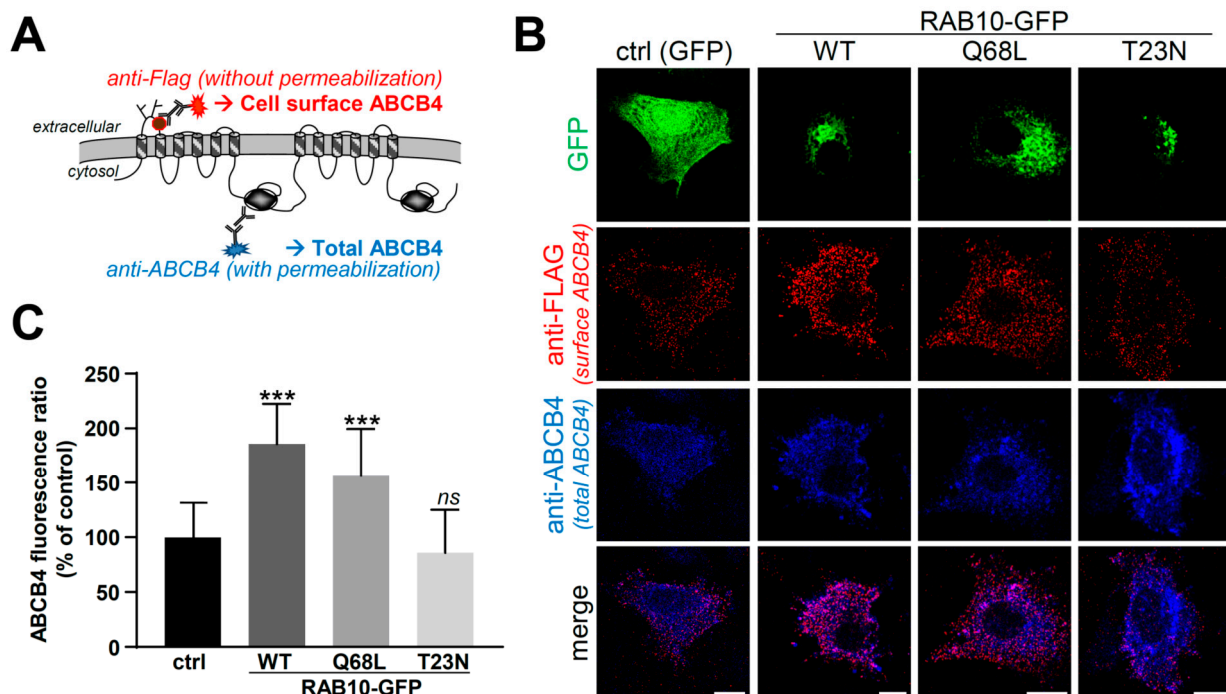 A
anti-Flag (without permeabilization)
→ Cell surface ABCB4
extracellular
cytosol
→ Total ABCB4
anti-ABCB4 (with permeabilization)
B
RAB10-GFP
ctrl (GFP) WT Q68L T23N
GFP
anti-FLAG
(surface ABCB4)
anti-ABCB4
(total ABCB4)
merge
C
ABCB4 fluorescence ratio
(% of control)
250
200
150
100
50
0
*** *** ns
ctrl WT Q68L T23N
RAB10-GFP